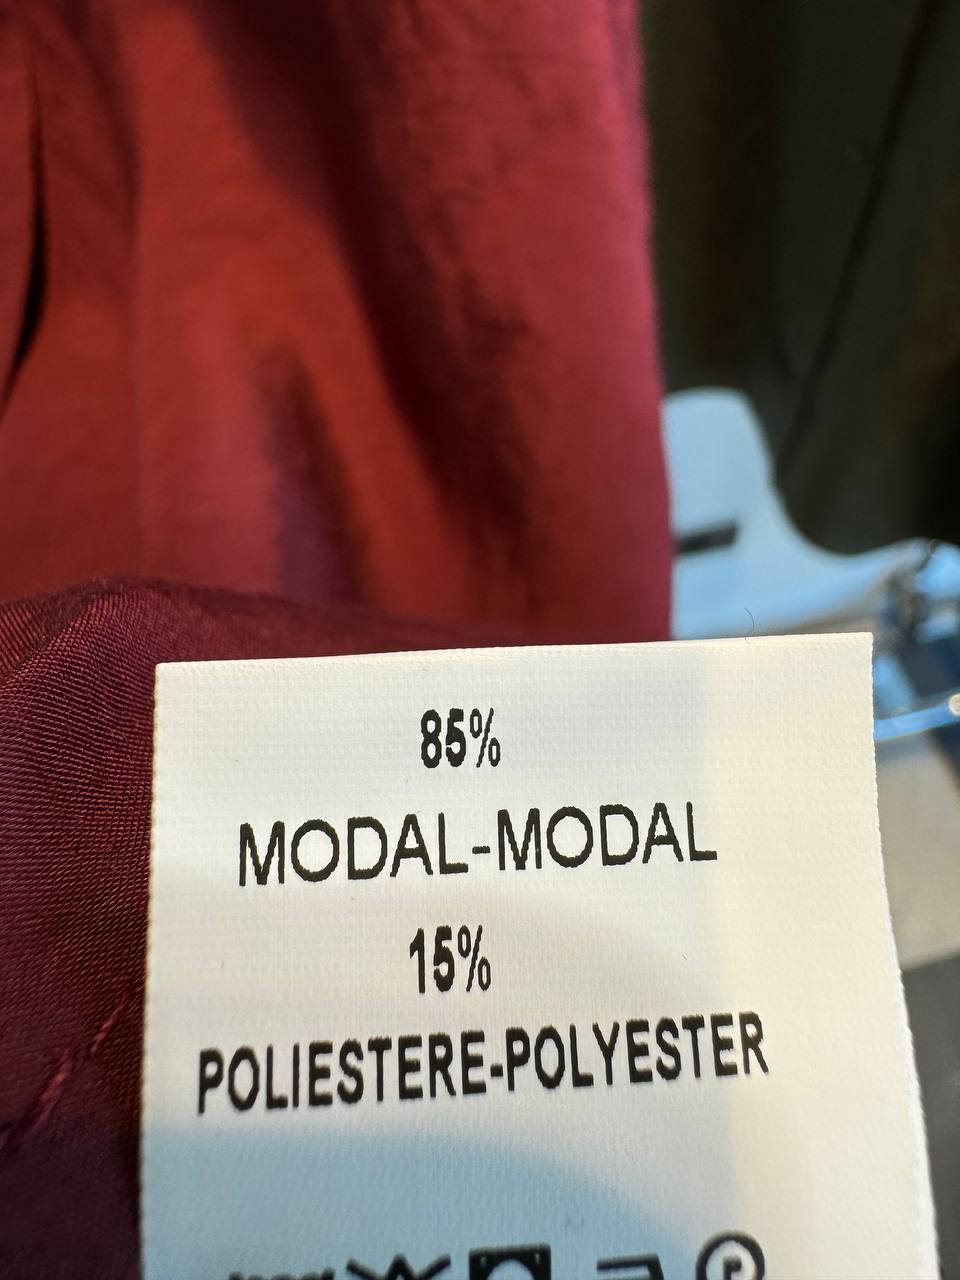 85%
MODAL-MODAL
15%
POLIESTERE-POLYESTER
P